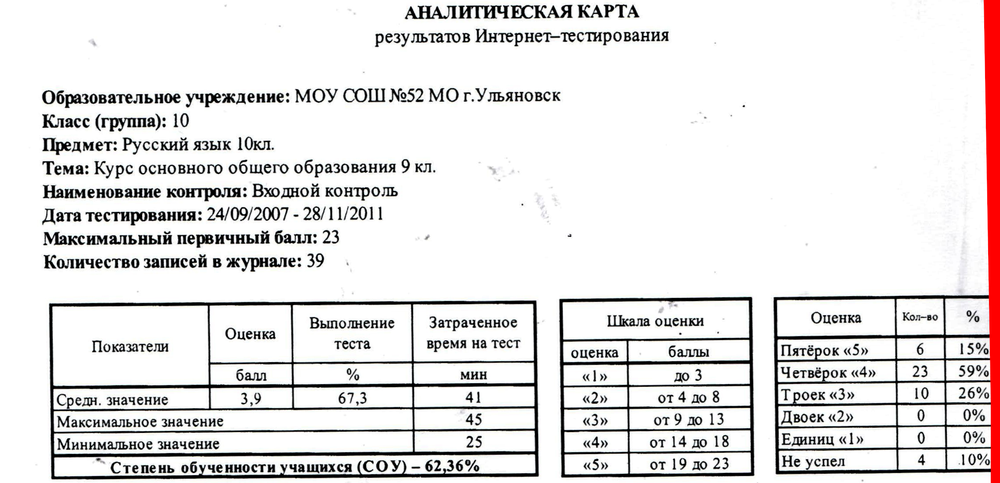 АНАЛИТИЧЕСКАЯ КАРТА
результатов Интернет–тестирования
Образовательное учреждение: МОУ СОШ №52 МО г.Ульяновск
Класс (группа): 10
Предмет: Русский язык 10кл.
Тема: Курс основного общего образования 9 кл.
Наименование контроля: Входной контроль
Дата тестирования: 24/09/2007 - 28/11/2011
Максимальный первичный балл: 23
Количество записей в журнале: 39
Показатели Оценка Выполнение теста Затраченное время на тест
балл % мин
Средн. значение 3,9 67,3 41
Максимальное значение 45
Минимальное значение 25
Степень обученности учащихся (СОУ) – 62,36%
Шкала оценки
оценка баллы
«1» до 3
«2» от 4 до 8
«3» от 9 до 13
«4» от 14 до 18
«5» от 19 до 23
Оценка Кол–во %
Пятёрок «5» 6 15%
Четвёрок «4» 23 59%
Троек «3» 10 26%
Двоек «2» 0 0%
Единиц «1» 0 0%
Не успел 4 10%